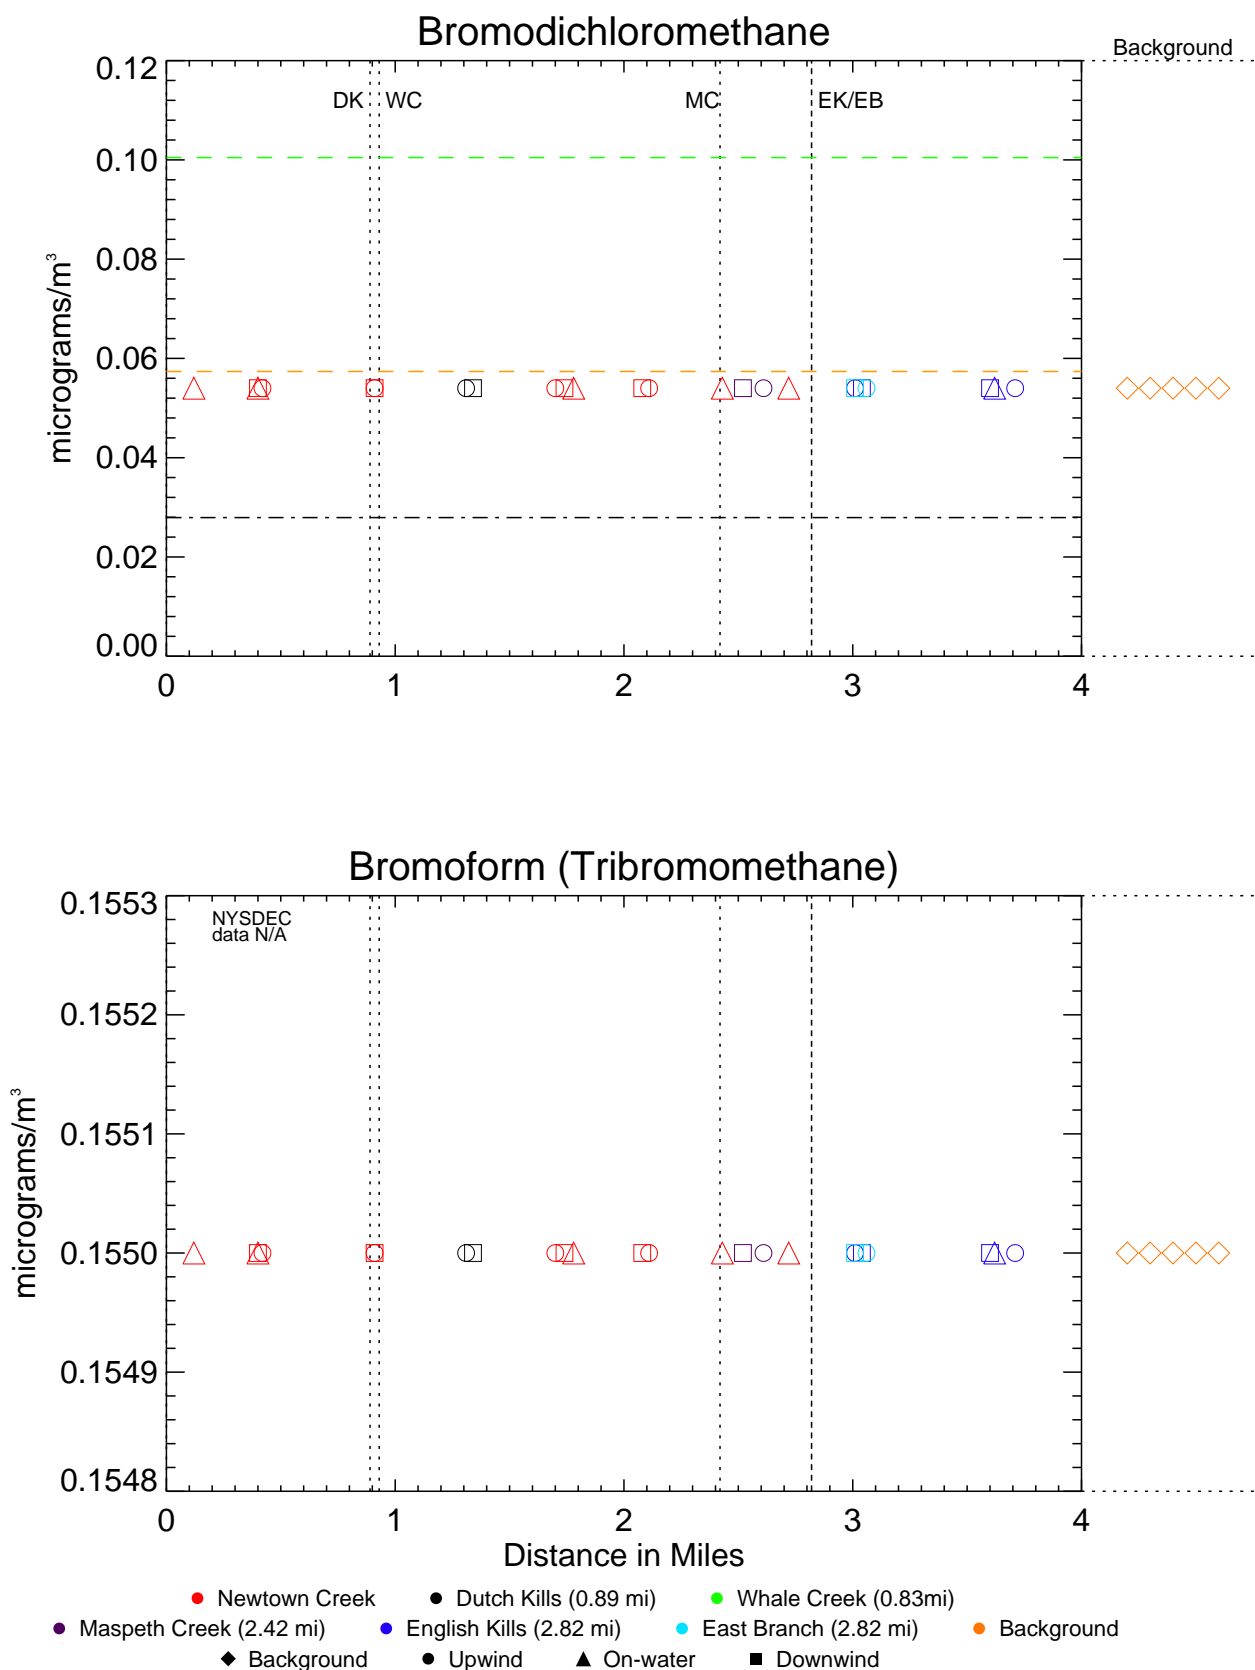 Bromodichloromethane
Background
0.12
DK
WC
MC
EK/EB
0.10
0.08
0.06
0.04
0.02
0.00
micrograms/m³
0
1
2
3
4
Bromoform (Tribromomethane)
0.1553
NYSDEC
data N/A
0.1552
0.1551
0.1550
0.1549
0.1548
micrograms/m³
0
1
2
3
4
Distance in Miles
Newtown Creek
Dutch Kills (0.89 mi)
Whale Creek (0.83mi)
Maspeth Creek (2.42 mi)
English Kills (2.82 mi)
East Branch (2.82 mi)
Background
Background
Upwind
On-water
Downwind